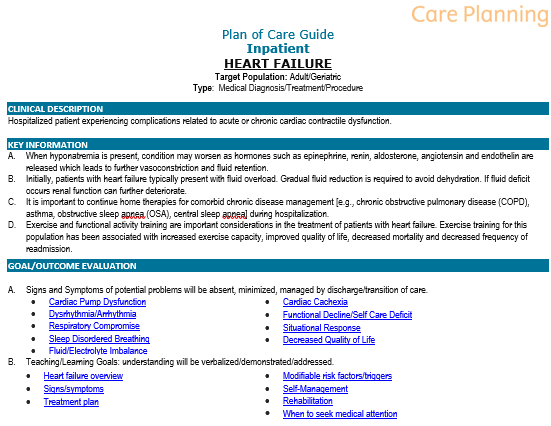 Care Planning
Plan of Care Guide
Inpatient
HEART FAILURE
Target Population: Adult/Geriatric
Type: Medical Diagnosis/Treatment/Procedure
CLINICAL DESCRIPTION
Hospitalized patient experiencing complications related to acute or chronic cardiac contractile dysfunction.
KEY INFORMATION
A. When hyponatremia is present, condition may worsen as hormones such as epinephrine, renin, aldosterone, angiotensin and endothelin are
released which leads to further vasoconstriction and fluid retention.
B. Initially, patients with heart failure typically present with fluid overload. Gradual fluid reduction is required to avoid dehydration. If fluid deficit
occurs renal function can further deteriorate.
C. It is important to continue home therapies for comorbid chronic disease management [e.g., chronic obstructive pulmonary disease (COPD),
asthma, obstructive sleep apnea (OSA), central sleep apnea] during hospitalization.
D. Exercise and functional activity training are important considerations in the treatment of patients with heart failure. Exercise training for this
population has been associated with increased exercise capacity, improved quality of life, decreased mortality and decreased frequency of
readmission.
GOAL/OUTCOME EVALUATION
A. Signs and Symptoms of potential problems will be absent, minimized, managed by discharge/transition of care.
• Cardiac Pump Dysfunction
• Dysrhythmia/Arrhythmia
• Respiratory Compromise
• Sleep Disordered Breathing
• Fluid/Electrolyte Imbalance
• Cardiac Cachexia
• Functional Decline/Self Care Deficit
• Situational Response
• Decreased Quality of Life
B. Teaching/Learning Goals: understanding will be verbalized/demonstrated/addressed.
• Heart failure overview
• Signs/symptoms
• Treatment plan
• Modifiable risk factors/triggers
• Self-Management
• Rehabilitation
• When to seek medical attention